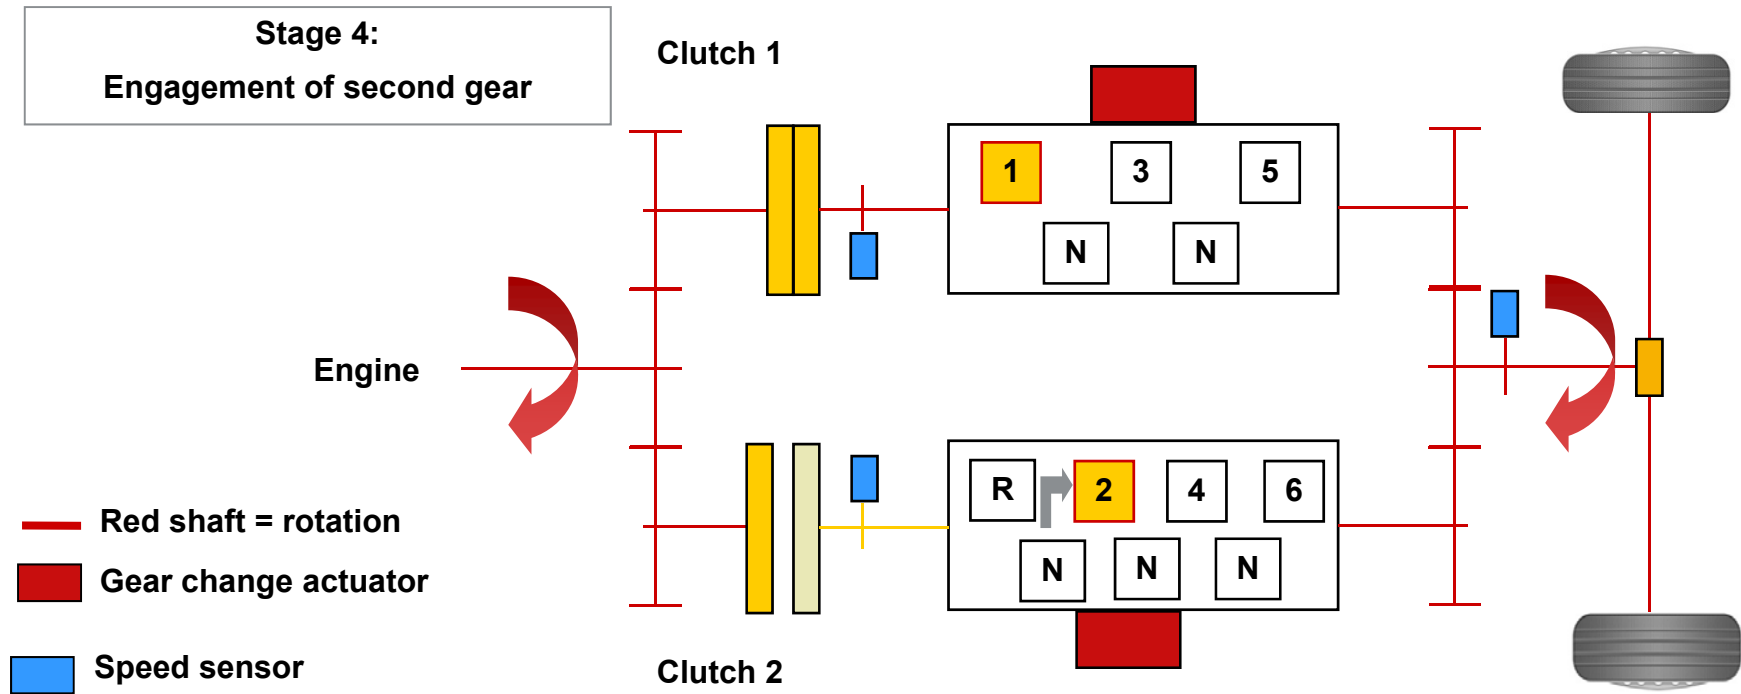 Stage 4:
Engagement of second gear
Clutch 1
1 3 5
N N
Engine
R 2 4 6
N N N
Clutch 2
Red shaft = rotation
Gear change actuator
Speed sensor